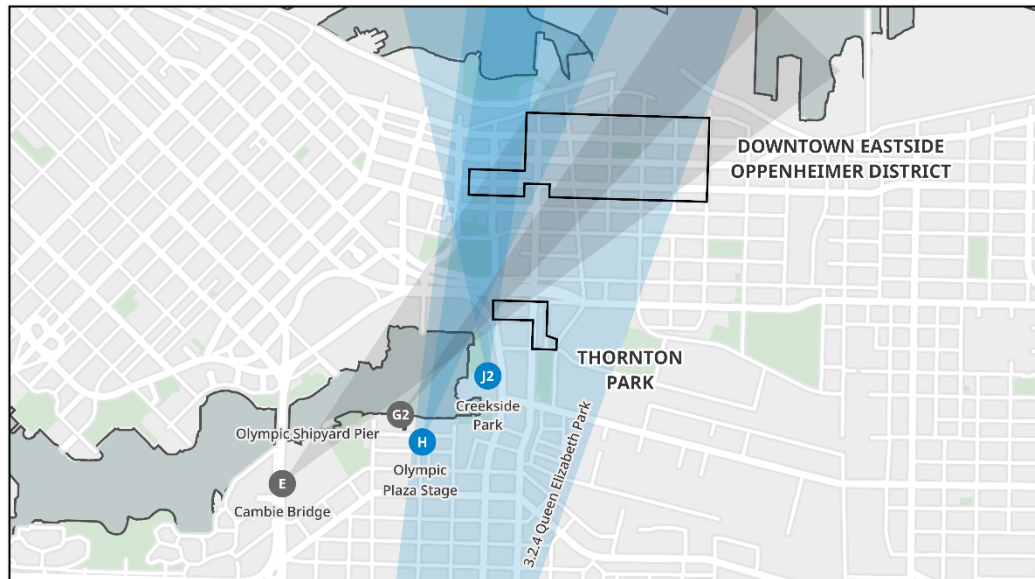 DOWNTOWN EASTSIDE
OPPENHEIMER DISTRICT
THORNTON
PARK
J2
Creekside
Park
G2
Olympic Shipyard Pier
H
Olympic
Plaza Stage
E
Cambie Bridge
3.2.4 Queen Elizabeth Park